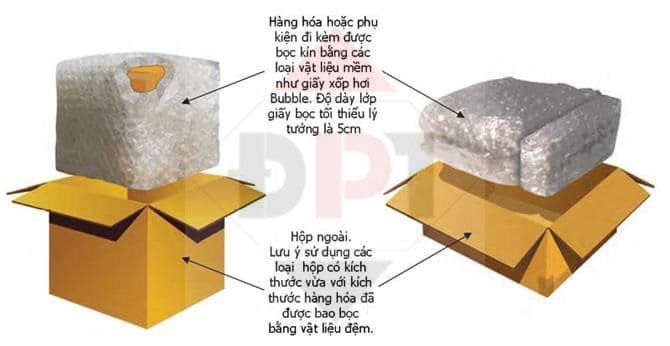 Hàng hóa hoặc phụ
kiện đi kèm được
bọc kín bằng các
loại vật liệu mềm
như giấy xốp hơi
Bubble. Độ dày lớp
giấy bọc tối thiểu lý
tưởng là 5cm
ĐPT
Hộp ngoài.
Lưu ý sử dụng các
loại hộp có kích
thước vừa với kích
thước hàng hóa đã
được bao bọc
bằng vật liệu đệm.